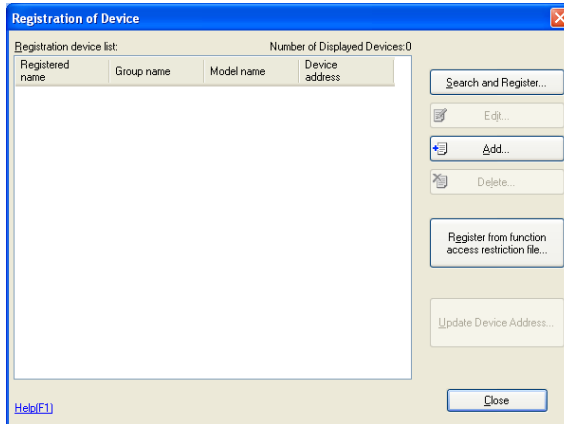 Registration of Device
Registration device list:
Number of Displayed Devices:0
Registered name
Group name
Model name
Device address
Search and Register...
Edit...
Add...
Delete...
Register from function
access restriction file...
Update Device Address...
Close
Help(F1)